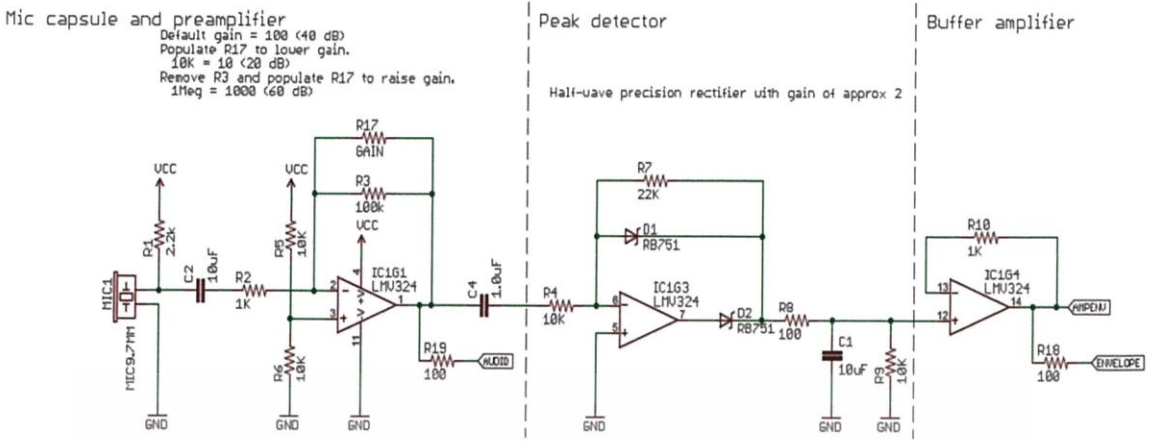 Mic capsule and preamplifier
Default gain = 100 (40 dB)
Populate R17 to lower gain.
10K = 10 (20 dB)
Remove R3 and populate R17 to raise gain.
1Meg = 1000 (60 dB)
Peak detector
Half-wave precision rectifier with gain of approx 2
Buffer amplifier
R17
GAIN
R3
100k
VCC
VCC
VCC
R1
2.2k
R5
10K
C2
10uF
R2
1K
MIC1
MIC9.7MM
2
3
4
V+
V-
11
1
IC1G1
LMV324
R6
10K
R19
100
AUDIO
C4
1.0uF
GND
GND
GND
R7
22K
D1
RB751
R4
10K
6
5
7
IC1G3
LMV324
D2
RB751
R8
100
C1
10uF
R9
10K
GND
GND
GND
R10
1K
13
12
14
IC1G4
LMV324
AMPENV
R18
100
ENVELOPE